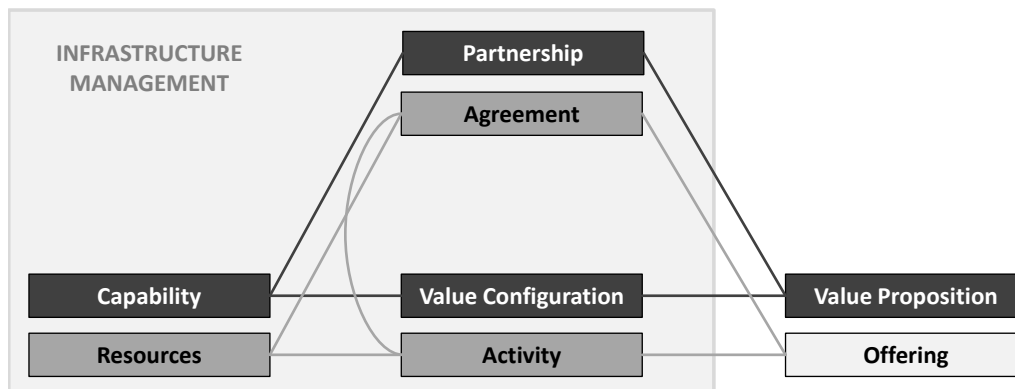 INFRASTRUCTURE
MANAGEMENT
Partnership
Agreement
Capability
Value Configuration
Value Proposition
Resources
Activity
Offering